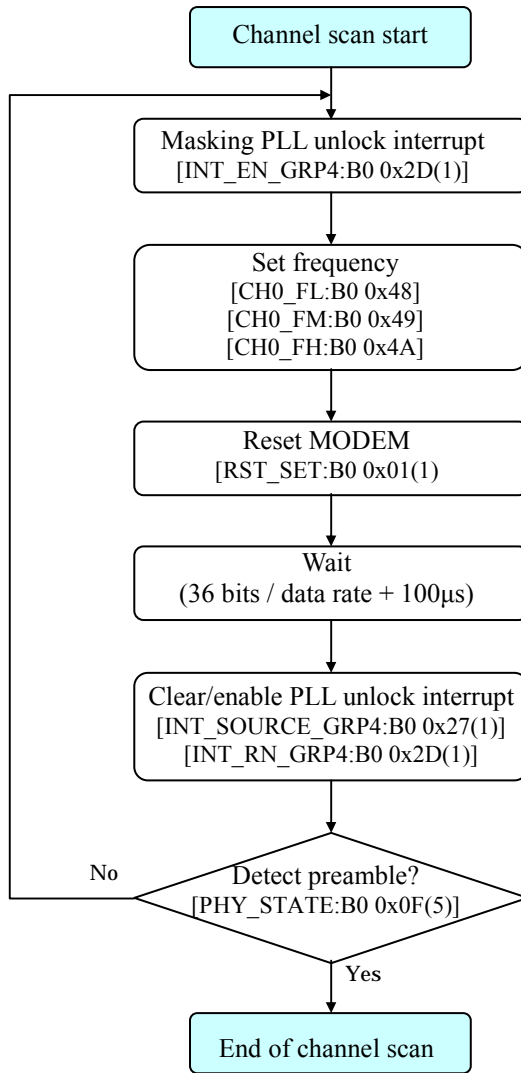 Channel scan start
Masking PLL unlock interrupt
[INT_EN_GRP4:B0 0x2D(1)]
Set frequency
[CH0_FL:B0 0x48]
[CH0_FM:B0 0x49]
[CH0_FH:B0 0x4A]
Reset MODEM
[RST_SET:B0 0x01(1)
Wait
(36 bits / data rate + 100μs)
Clear/enable PLL unlock interrupt
[INT_SOURCE_GRP4:B0 0x27(1)]
[INT_RN_GRP4:B0 0x2D(1)]
No
Detect preamble?
[PHY_STATE:B0 0x0F(5)]
Yes
End of channel scan